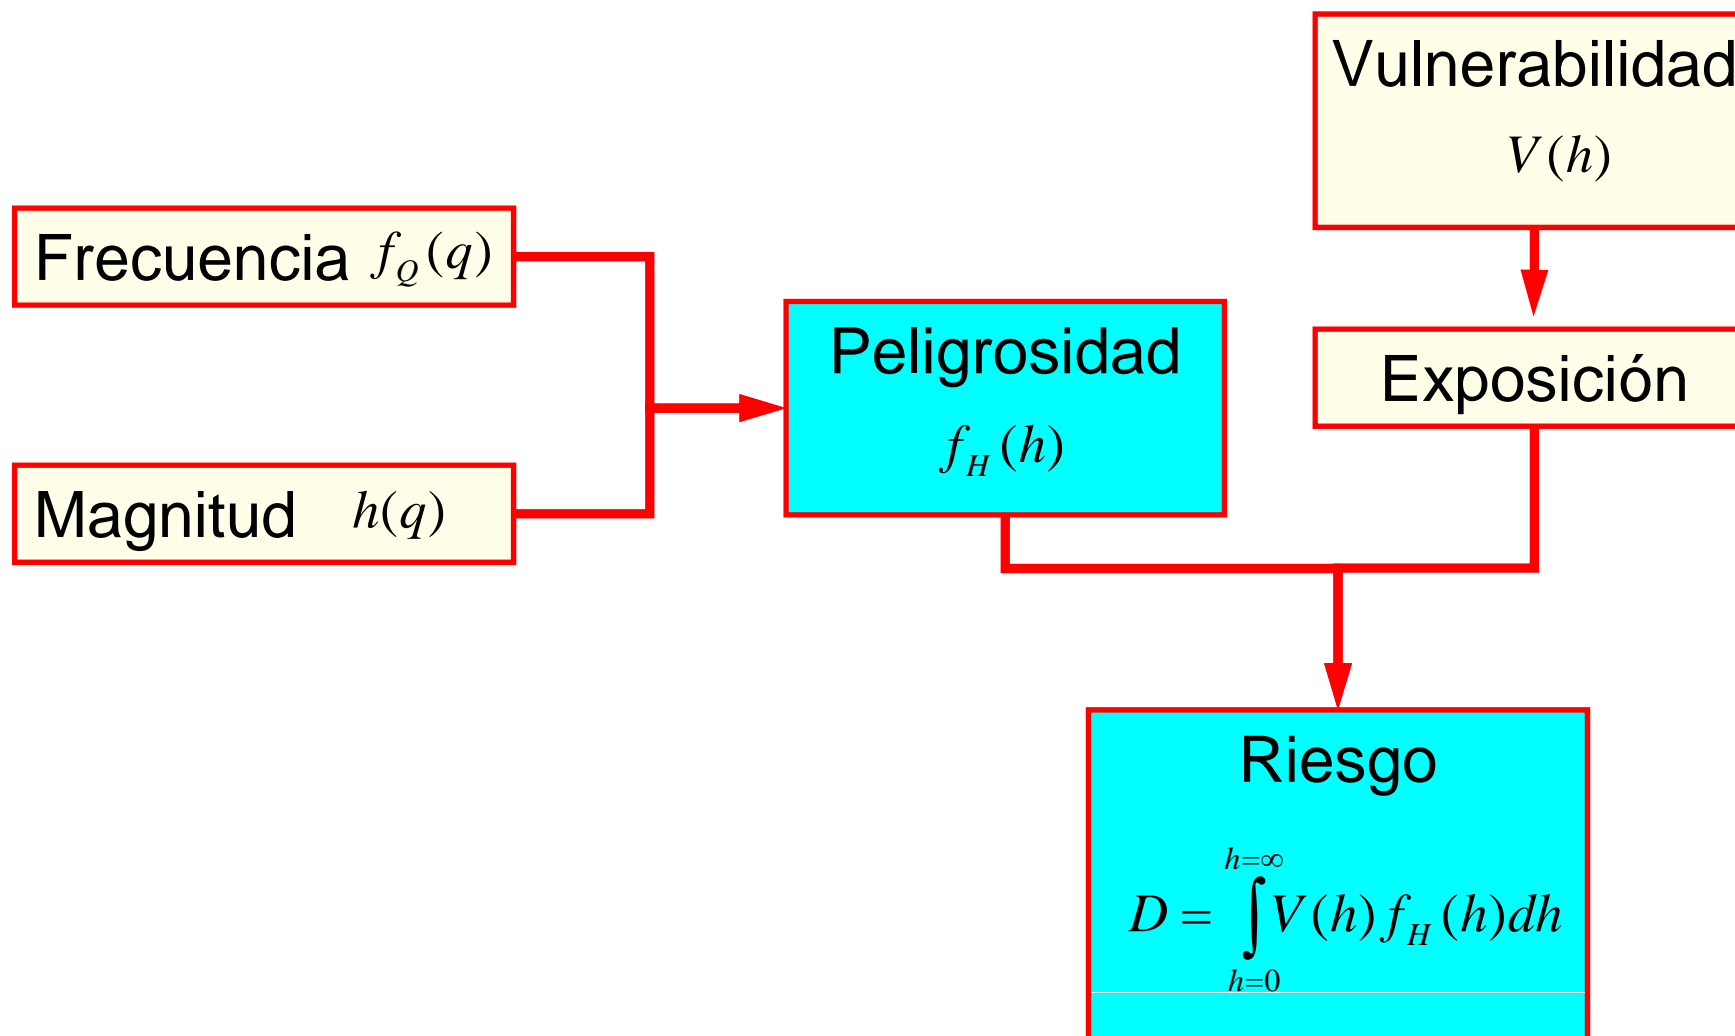 Vulnerabilidad
V(h)
Frecuencia f_Q(q)
Peligrosidad
f_H(h)
Exposición
Magnitud h(q)
Riesgo
D = ∫_{h=0}^{h=∞} V(h) f_H(h) dh